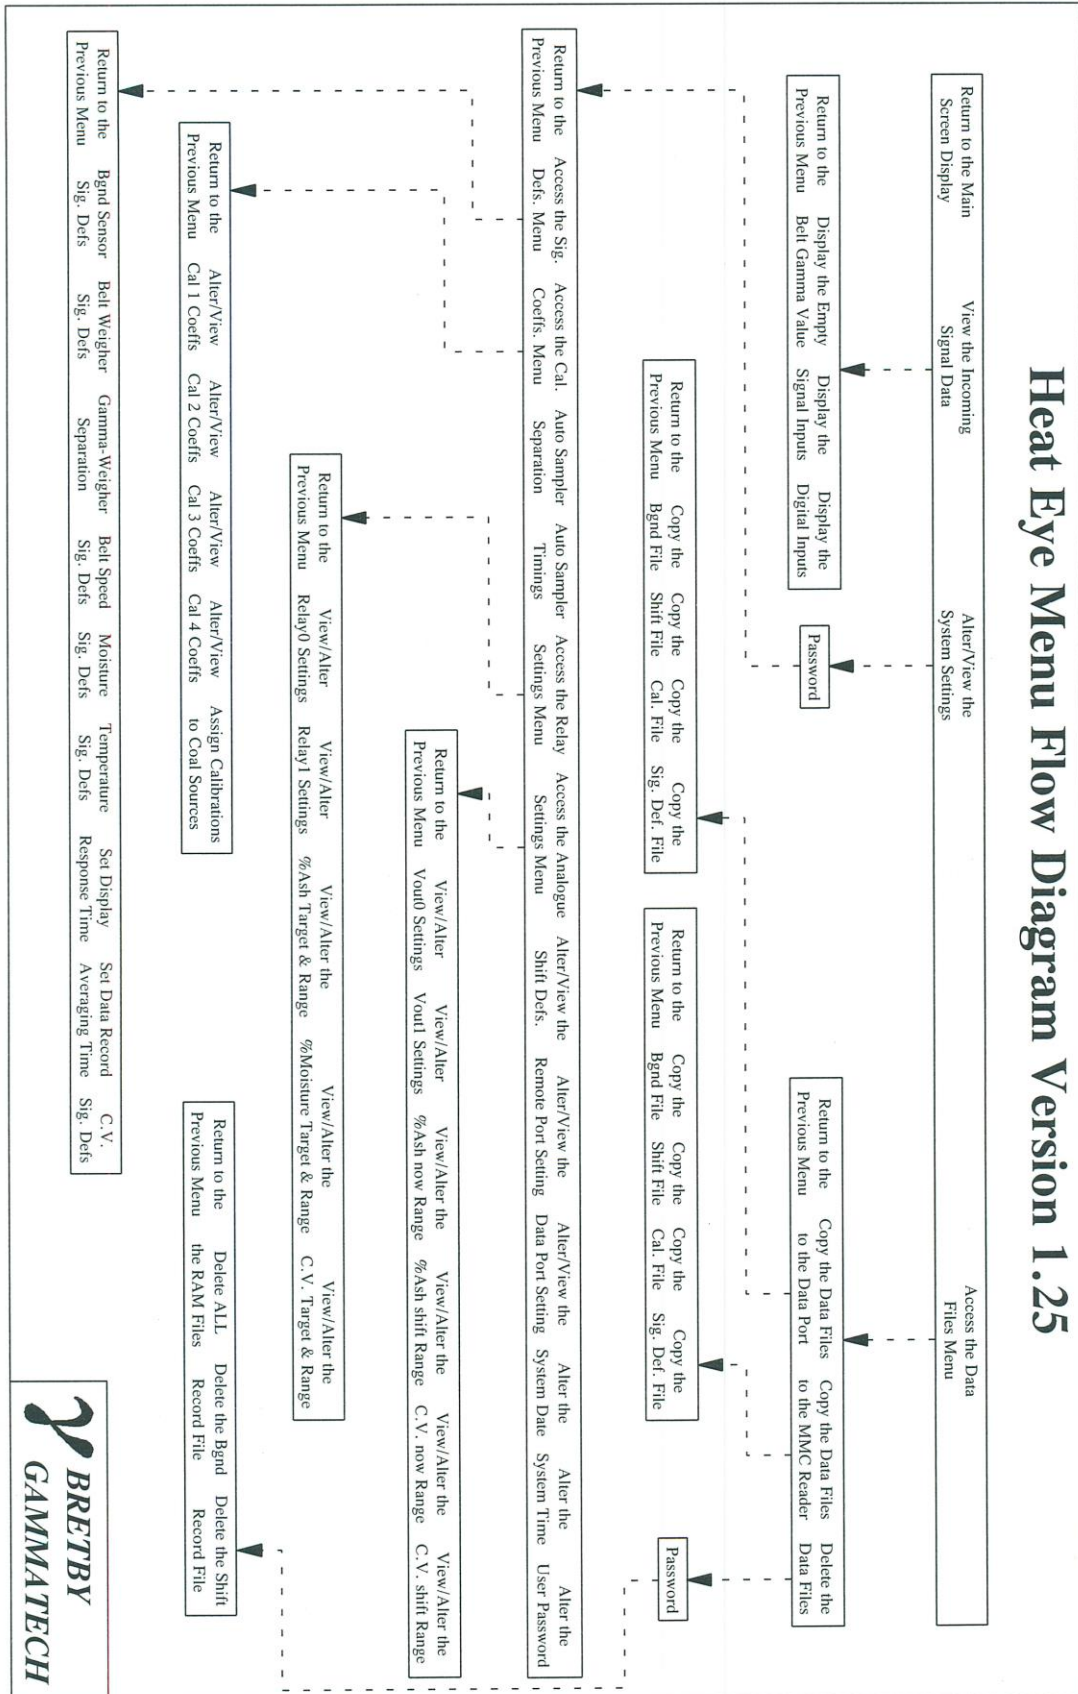 Heat Eye Menu Flow Diagram Version 1.25
Return to the Main
Screen Display
View the Incoming
Signal Data
Alter/View the
System Settings
Access the Data
Files Menu
Return to the
Previous Menu
Display the Empty
Belt Gamma Value
Display the
Signal Inputs
Display the
Digital Inputs
Password
Return to the
Previous Menu
Copy the Data Files
to the Data Port
Copy the Data Files
to the MMC Reader
Delete the
Data Files
Return to the
Previous Menu
Copy the
Bgnd File
Copy the
Shift File
Copy the
Cal. File
Copy the
Sig. Def. File
Return to the
Previous Menu
Copy the
Bgnd File
Copy the
Shift File
Copy the
Cal. File
Copy the
Sig. Def. File
Password
Return to the
Previous Menu
Access the Sig.
Defs. Menu
Access the Cal.
Coeffs. Menu
Auto Sampler
Separation
Auto Sampler
Timings
Access the Relay
Settings Menu
Access the Analogue
Settings Menu
Alter/View the
Shift Defs.
Alter/View the
Remote Port Setting
Alter/View the
Data Port Setting
Alter the
System Date
Alter the
System Time
Alter the
User Password
Return to the
Previous Menu
View/Alter
Vout0 Settings
View/Alter
Vout1 Settings
View/Alter the
%Ash now Range
View/Alter the
%Ash shift Range
View/Alter the
C.V. now Range
View/Alter the
C.V. shift Range
Return to the
Previous Menu
View/Alter
Relay0 Settings
View/Alter
Relay1 Settings
View/Alter the
%Ash Target & Range
View/Alter the
%Moisture Target & Range
View/Alter the
C.V. Target & Range
Return to the
Previous Menu
Alter/View
Cal 1 Coeffs
Alter/View
Cal 2 Coeffs
Alter/View
Cal 3 Coeffs
Alter/View
Cal 4 Coeffs
Assign Calibrations
to Coal Sources
Return to the
Previous Menu
Delete ALL
the RAM Files
Delete the Bgnd
Record File
Delete the Shift
Record File
Return to the
Previous Menu
Bgnd Sensor
Sig. Defs
Belt Weigher
Sig. Defs
Gamma-Weigher
Separation
Belt Speed
Sig. Defs
Moisture
Sig. Defs
Temperature
Sig. Defs
Set Display
Response Time
Set Data Record
Averaging Time
C.V.
Sig. Defs
γ BRETBY
GAMMATECH